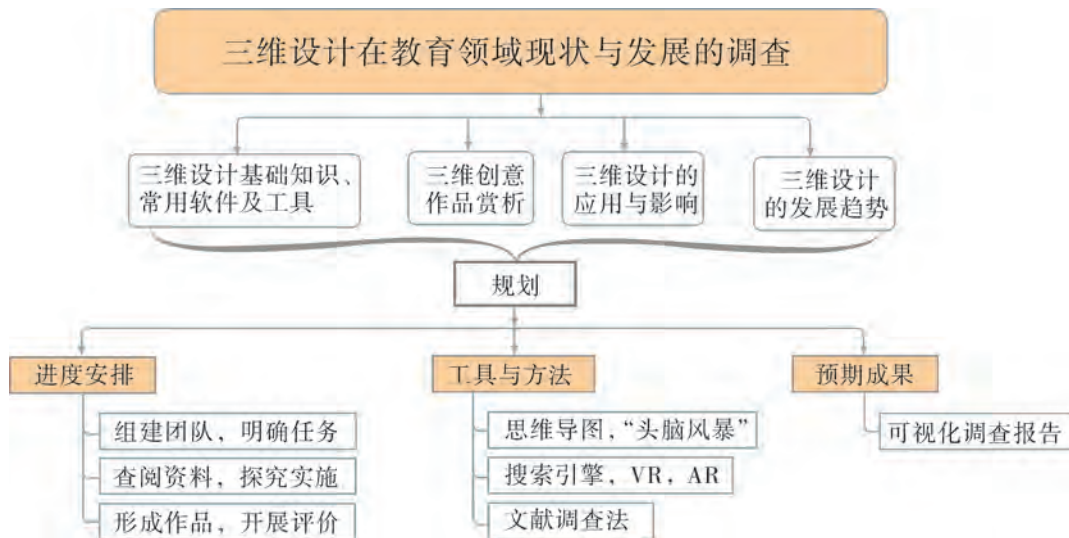 三维设计在教育领域现状与发展的调查
三维设计基础知识、
常用软件及工具
三维创意
作品赏析
三维设计的
应用与影响
三维设计
的发展趋势
规划
进度安排
组建团队，明确任务
查阅资料，探究实施
形成作品，开展评价
工具与方法
思维导图，“头脑风暴”
搜索引擎，VR，AR
文献调查法
预期成果
可视化调查报告